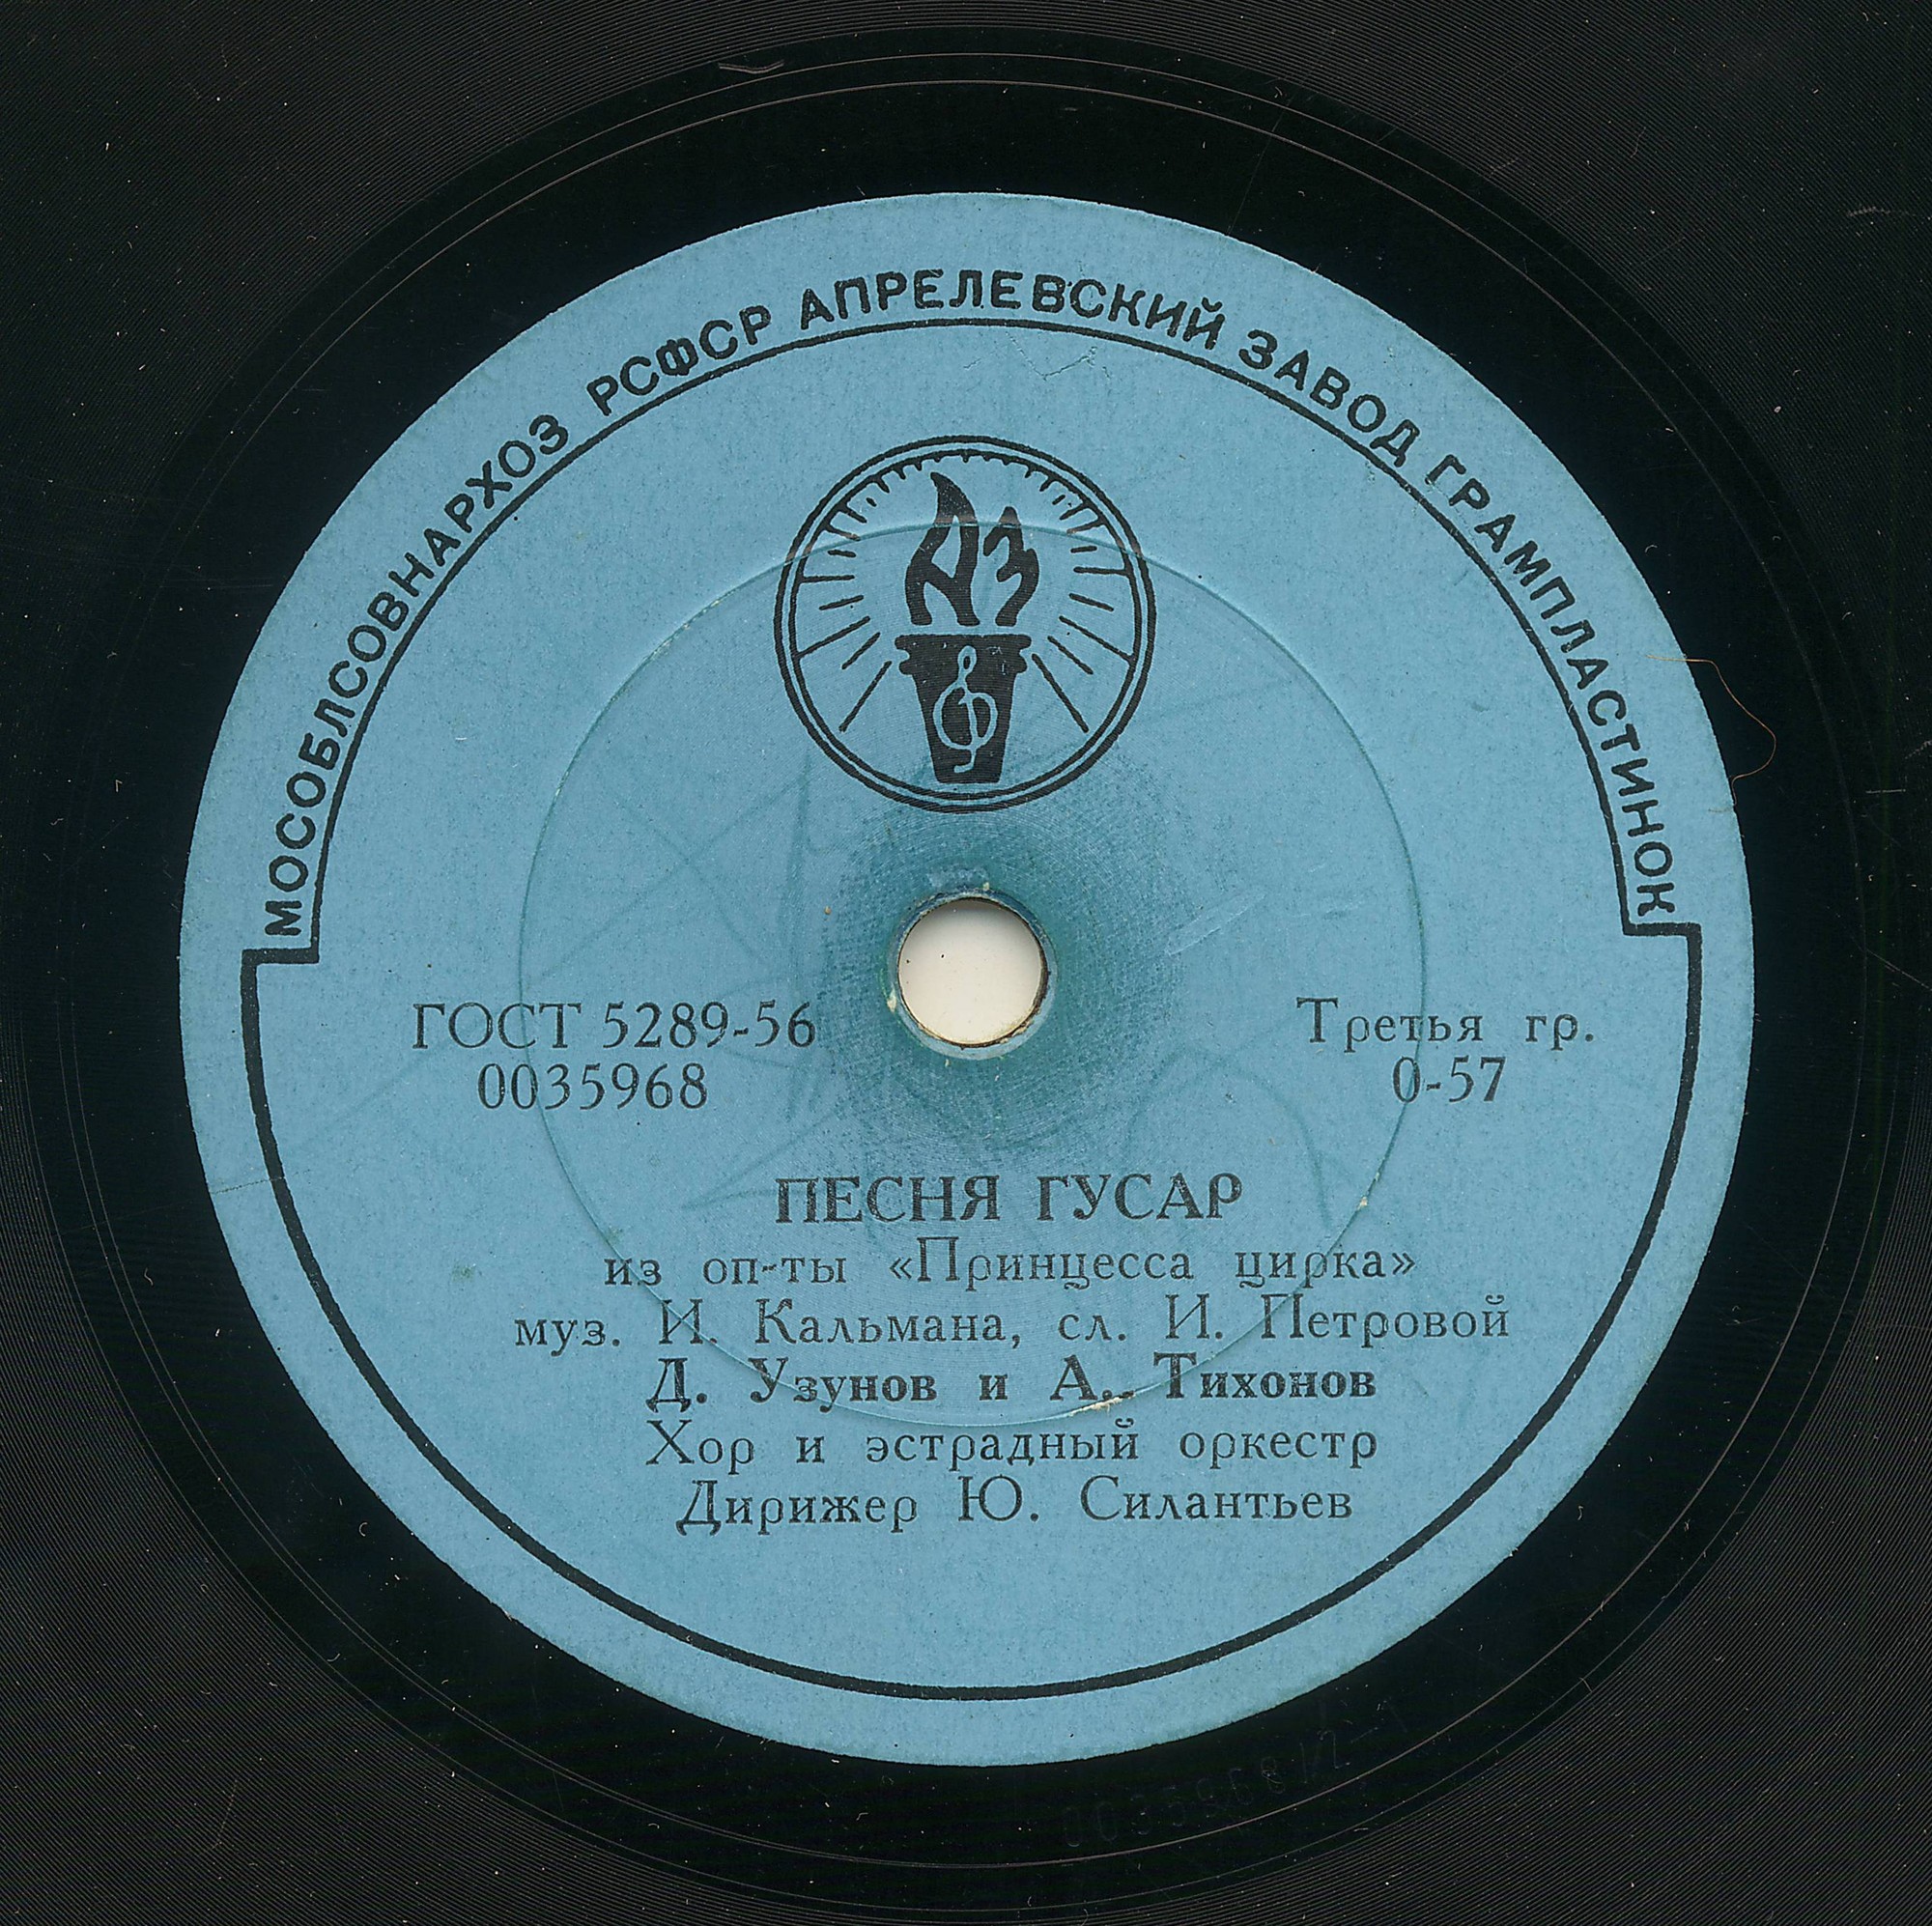 МОСОБЛСОВНАРХОЗ РСФСР АПРЕЛЕВСКИЙ ЗАВОД ГРАМПЛАСТИНОК
АЗ
ГОСТ 5289-56
0035968
Третья гр.
0-57
ПЕСНЯ ГУСАР
из оп-ты «Принцесса цирка»
муз. И. Кальмана, сл. И. Петровой
Д. Узунов и А. Тихонов
Хор и эстрадный оркестр
Дирижер Ю. Силантьев